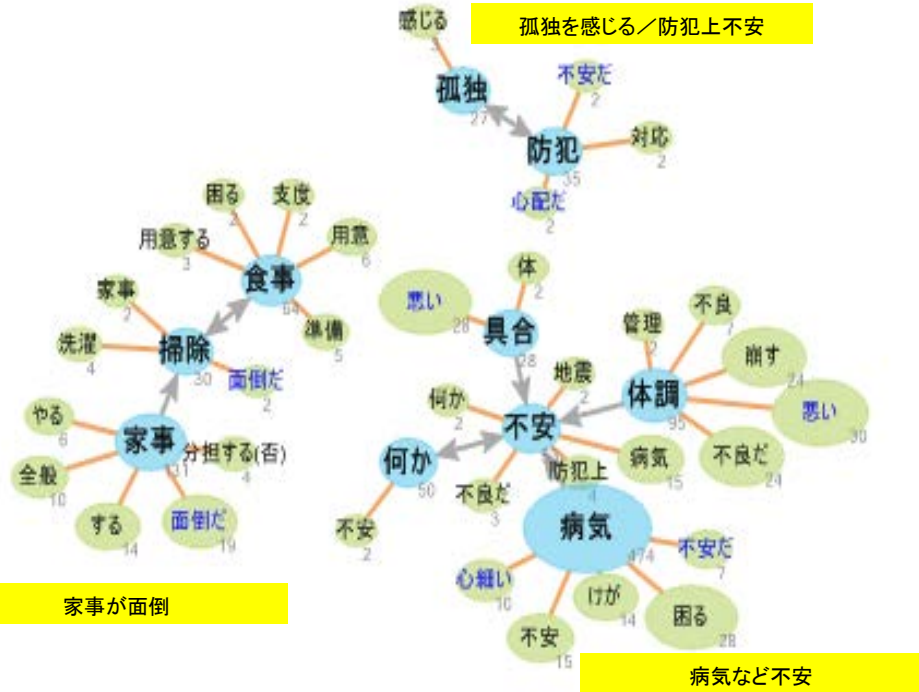 孤独を感じる／防犯上不安
感じる
孤独
27
不安だ
2
防犯
35
対応
2
心配だ
2
困る
2
支度
2
用意する
3
用意
6
食事
64
準備
5
家事
2
洗濯
4
掃除
30
面倒だ
2
やる
6
家事
全般
10
分担する(否)
4
する
14
面倒だ
19
家事が面倒
体
2
悪い
28
具合
28
管理
2
不良
7
崩す
24
体調
95
悪い
30
不良だ
24
地震
2
何か
2
不安
病気
15
何か
50
不良だ
3
防犯上
4
不安
2
病気
474
不安だ
7
心細い
10
けが
14
困る
28
不安
15
病気など不安